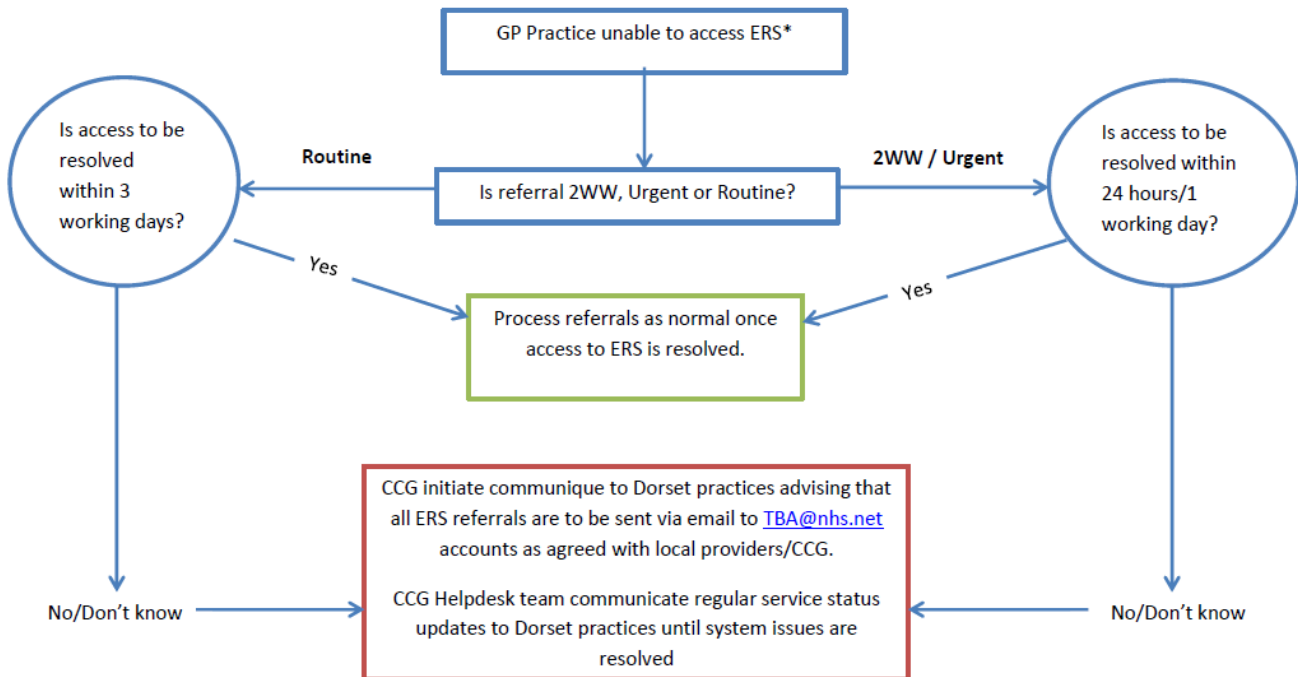 GP Practice unable to access ERS*
Is access to be
resolved
within 3
working days?
Routine
Is referral 2WW, Urgent or Routine?
2WW / Urgent
Is access to be
resolved within
24 hours/1
working day?
Yes
Yes
Process referrals as normal once
access to ERS is resolved.
CCG initiate communique to Dorset practices advising that
all ERS referrals are to be sent via email to TBA@nhs.net
accounts as agreed with local providers/CCG.
CCG Helpdesk team communicate regular service status
updates to Dorset practices until system issues are
resolved
No/Don’t know
No/Don’t know